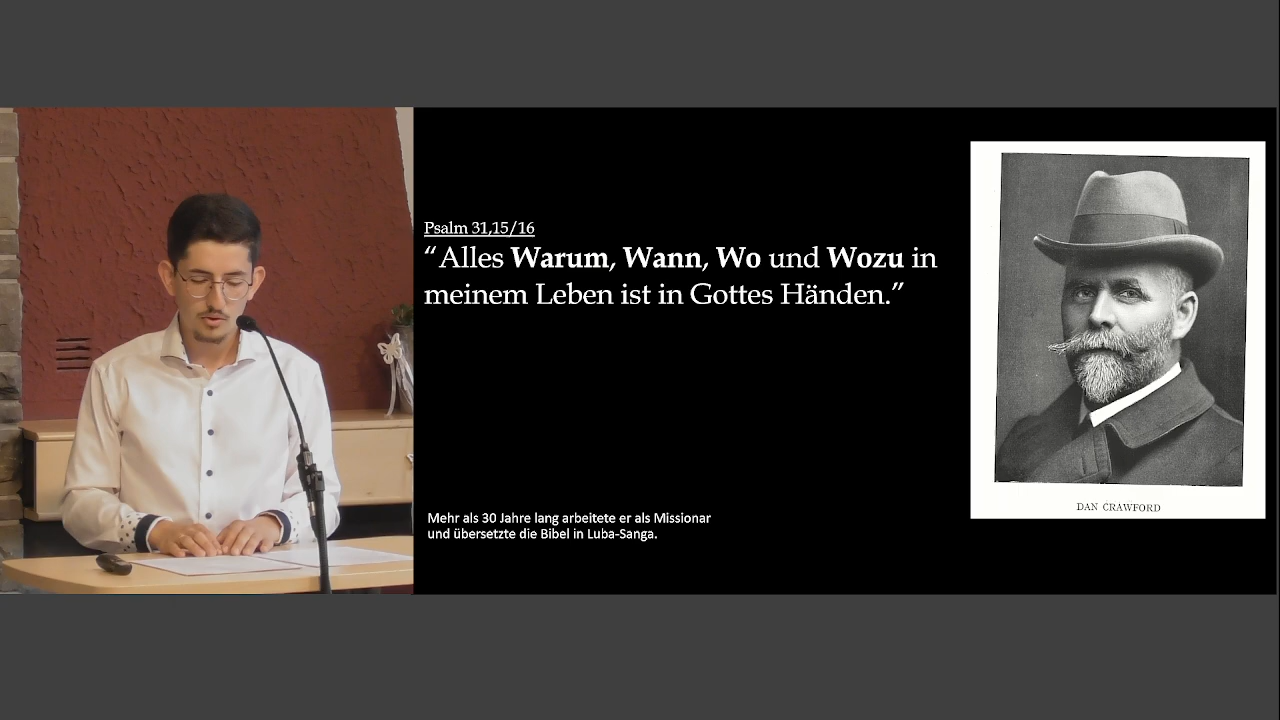 Psalm 31,15/16
“Alles Warum, Wann, Wo und Wozu in
meinem Leben ist in Gottes Händen.”
DAN CRAWFORD
Mehr als 30 Jahre lang arbeitete er als Missionar
und übersetzte die Bibel in Luba-Sanga.